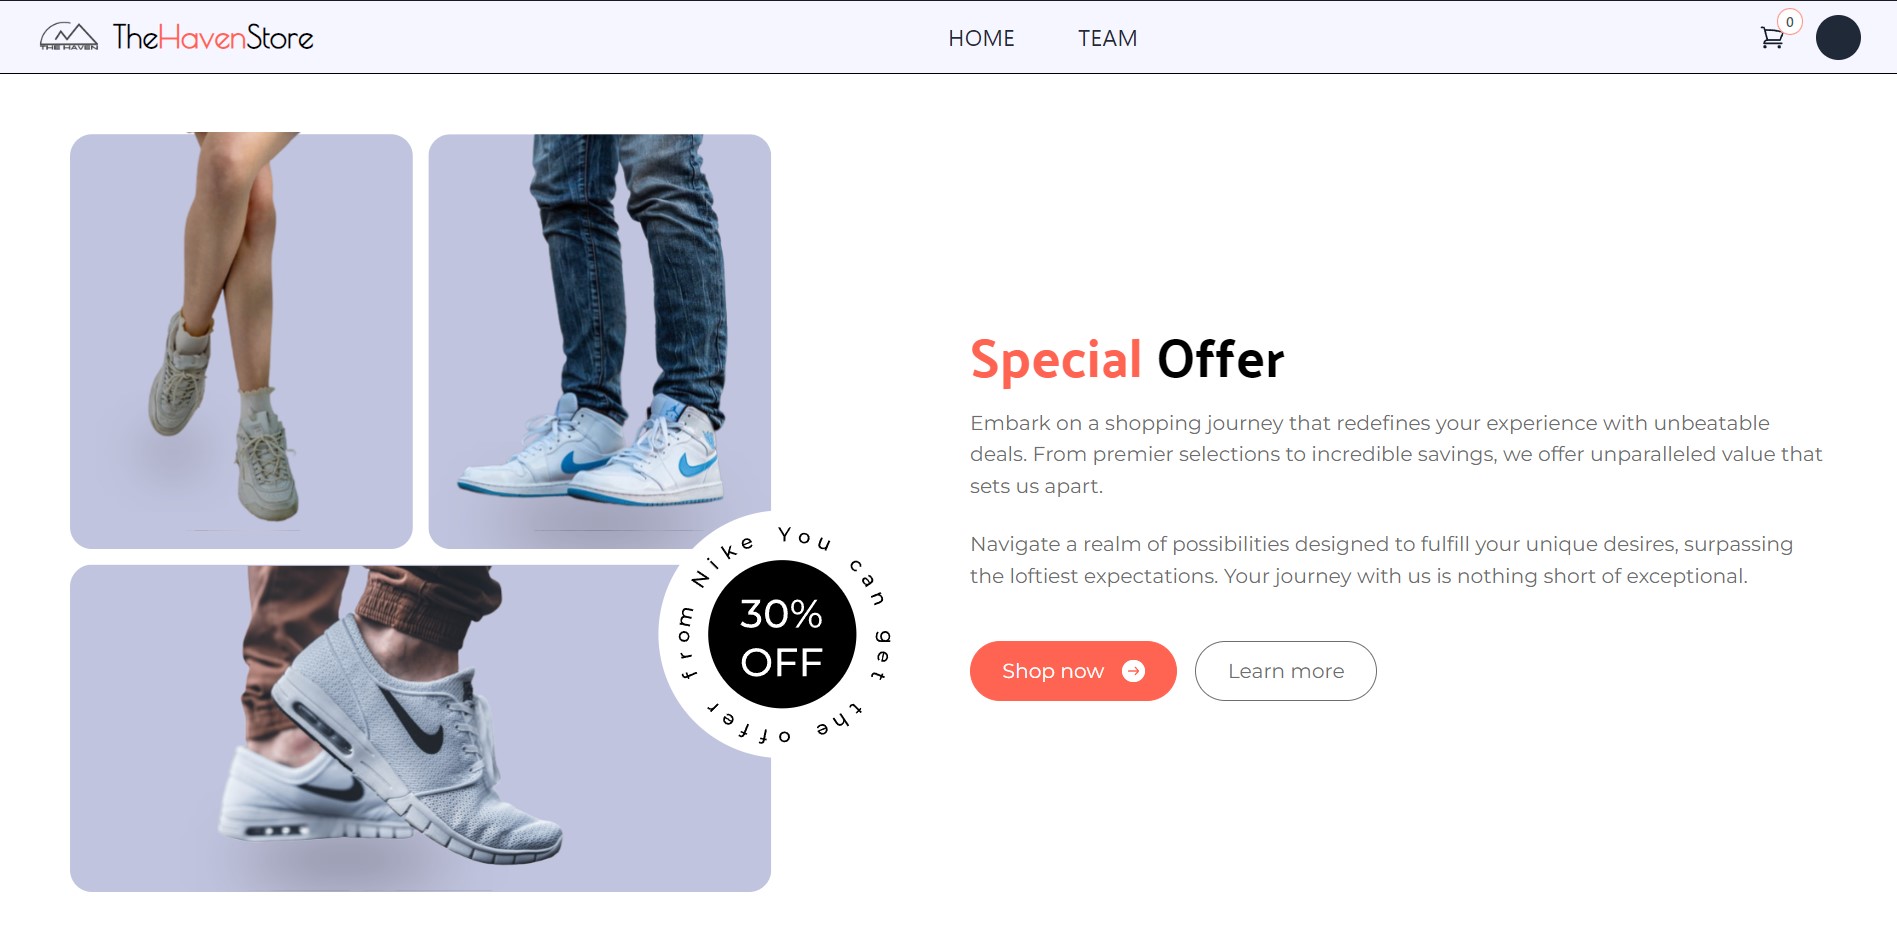 THE HAVEN
TheHavenStore
HOME
TEAM
0
You can get the offer from Nike
30%
OFF
Special Offer
Embark on a shopping journey that redefines your experience with unbeatable
deals. From premier selections to incredible savings, we offer unparalleled value that
sets us apart.
Navigate a realm of possibilities designed to fulfill your unique desires, surpassing
the loftiest expectations. Your journey with us is nothing short of exceptional.
Shop now
Learn more